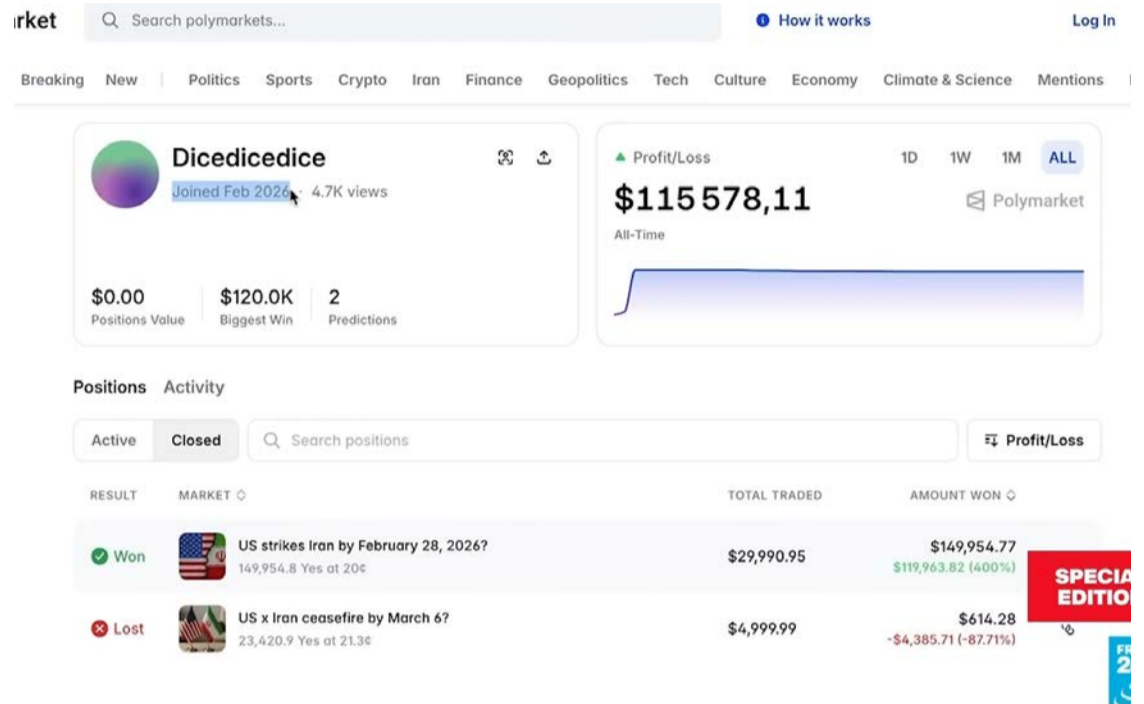 rket Search polymarkets... How it works Log In
Breaking New Politics Sports Crypto Iran Finance Geopolitics Tech Culture Economy Climate & Science Mentions
Dicedicedice
Joined Feb 2026 · 4.7K views
$0.00 $120.0K 2
Positions Value Biggest Win Predictions
Profit/Loss 1D 1W 1M ALL
$115 578,11 Polymarket
All-Time
Positions Activity
Active Closed Search positions Profit/Loss
RESULT MARKET TOTAL TRADED AMOUNT WON
Won US strikes Iran by February 28, 2026? $29,990.95 $149,954.77
149,954.8 Yes at 20¢ $119,963.82 (400%)
Lost US x Iran ceasefire by March 6? $4,999.99 $614.28
23,420.9 Yes at 21.3¢ -$4,385.71 (-87.71%)
SPECIA
EDITIO
FR
2